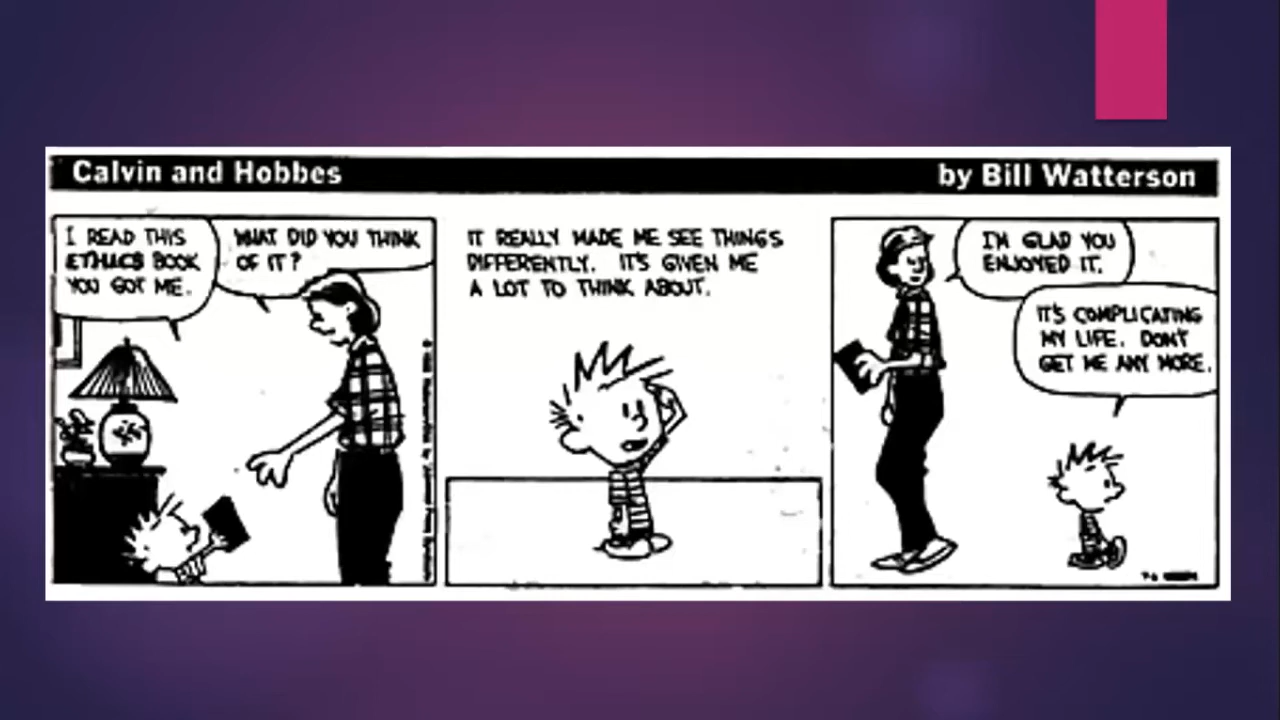 Calvin and Hobbes
by Bill Watterson
I READ THIS
ETHICS BOOK
YOU GOT ME.
WHAT DID YOU THINK
OF IT?
IT REALLY MADE ME SEE THINGS
DIFFERENTLY. IT'S GIVEN ME
A LOT TO THINK ABOUT.
I'M GLAD YOU
ENJOYED IT.
IT'S COMPLICATING
MY LIFE. DON'T
GET ME ANY MORE.